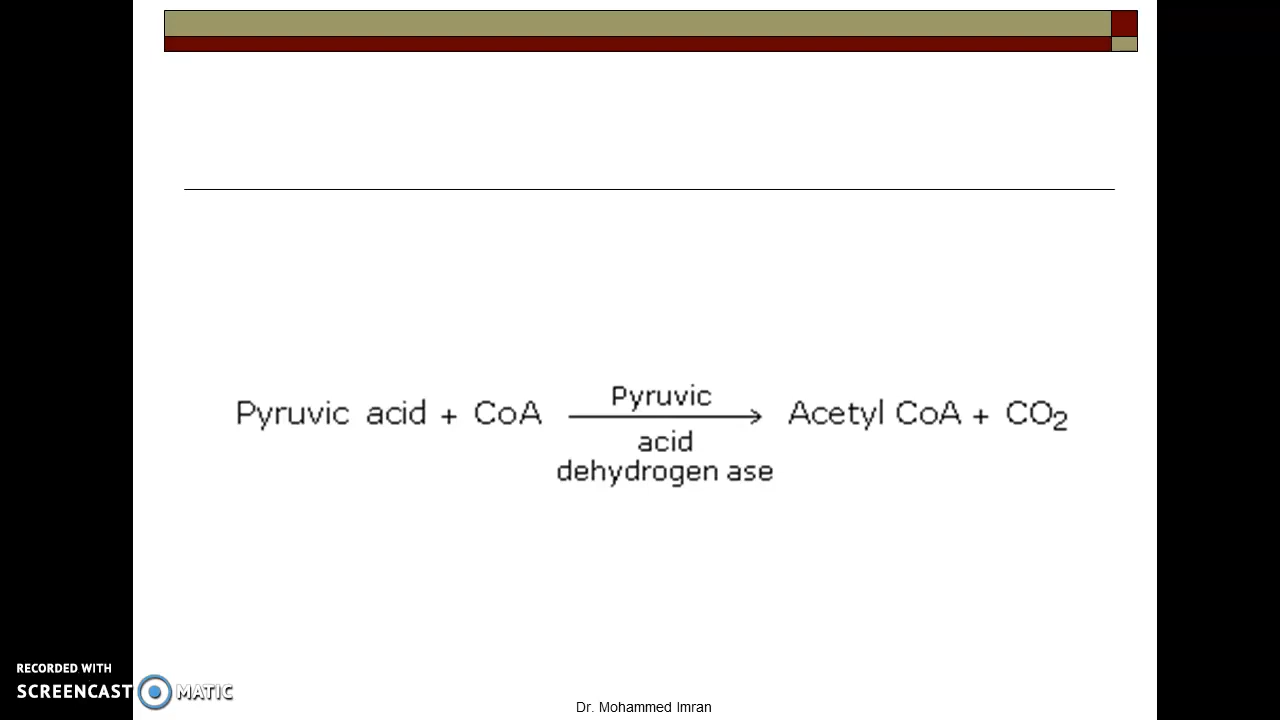 Pyruvic acid + CoA
Pyruvic
acid
dehydrogen ase
Acetyl CoA + CO₂
RECORDED WITH
SCREENCAST MATIC
Dr. Mohammed Imran